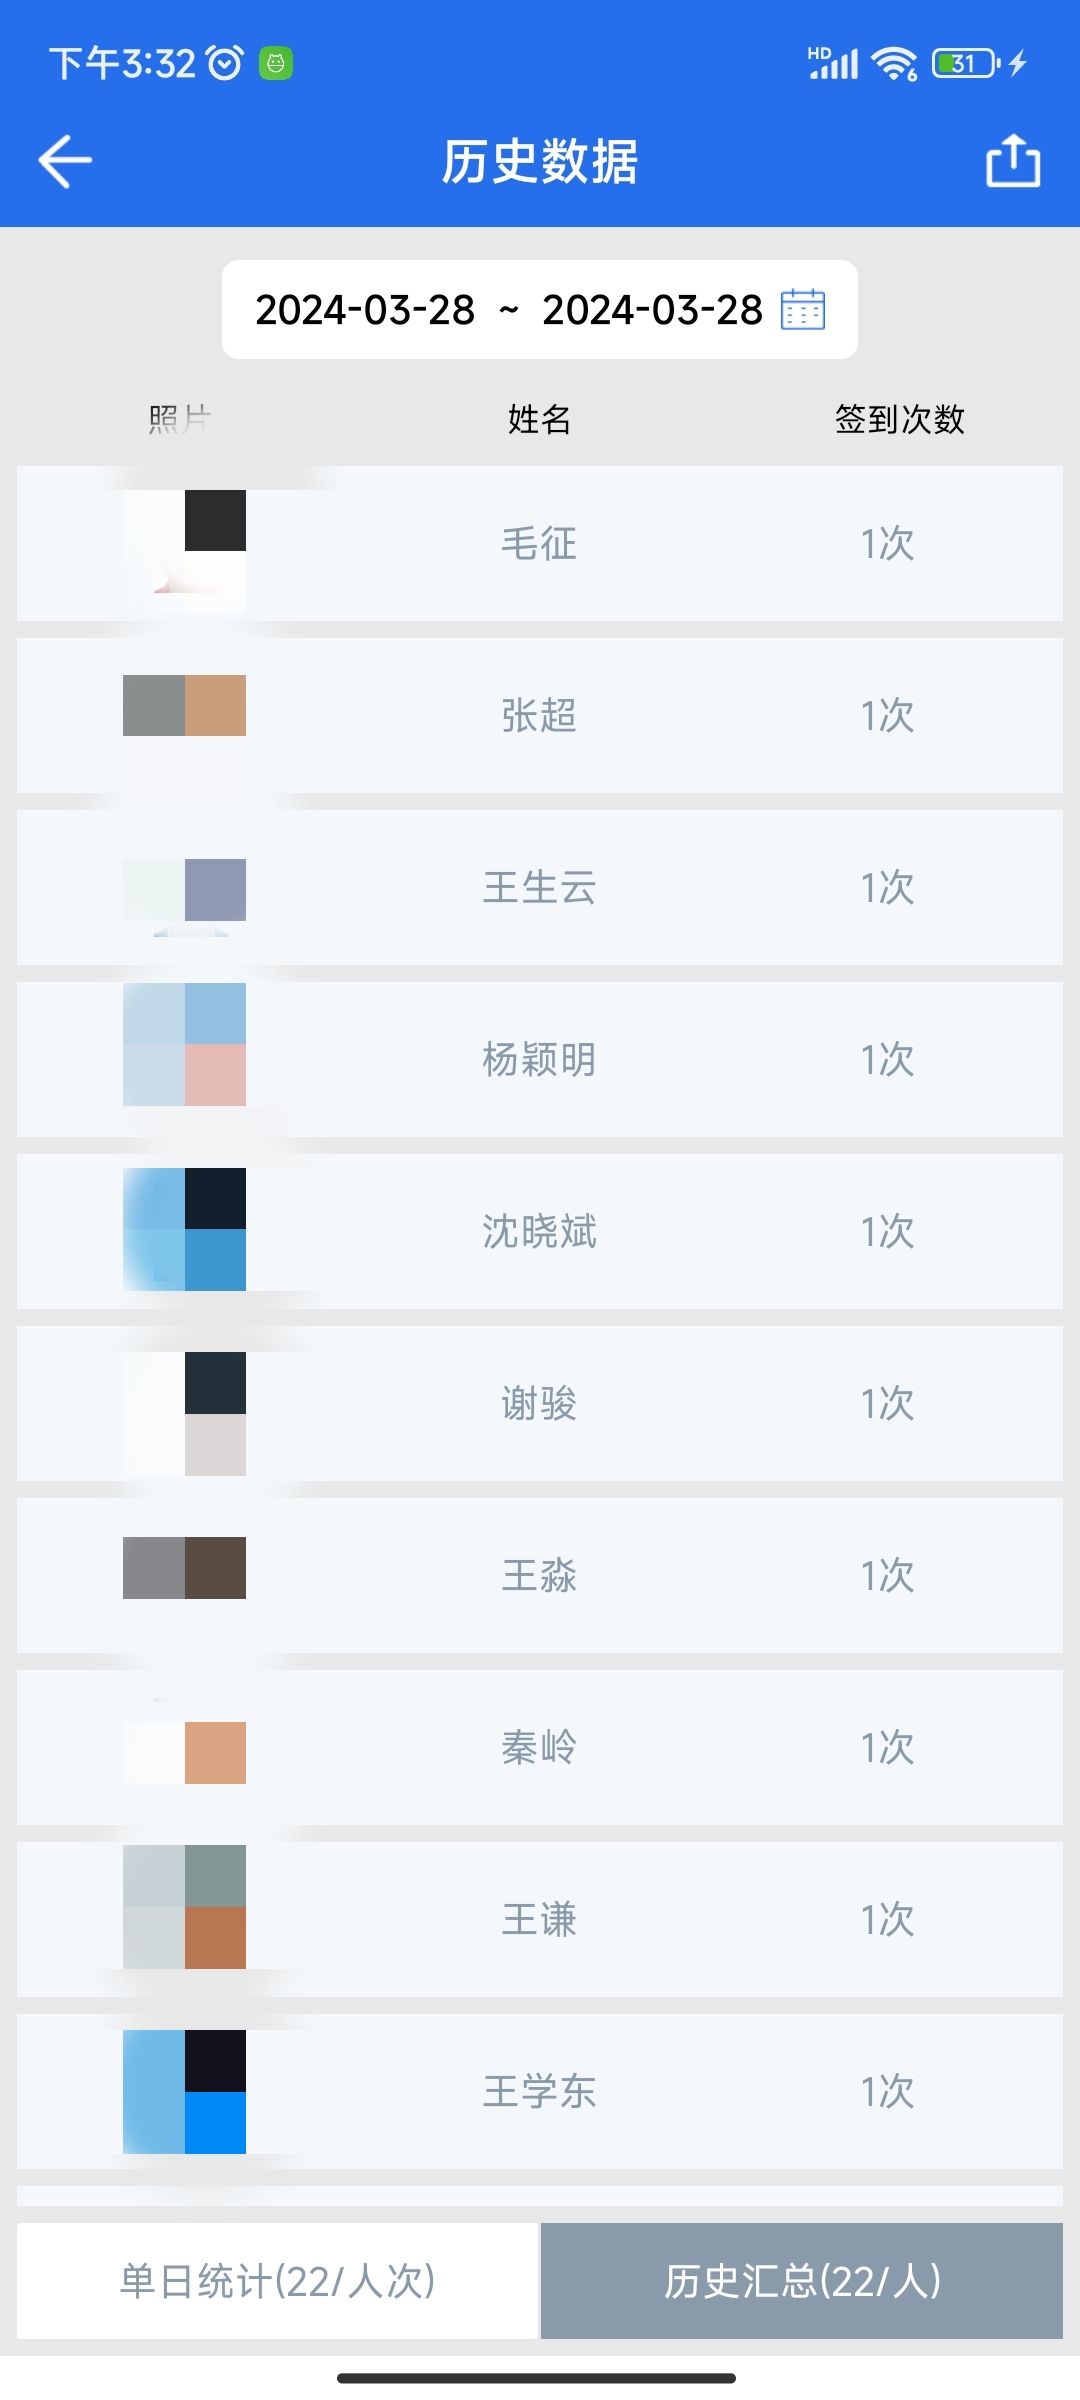 下午3:32 HD 6 31
历史数据
2024-03-28 ~ 2024-03-28
照片 姓名 签到次数
毛征 1次
张超 1次
王生云 1次
杨颖明 1次
沈晓斌 1次
谢骏 1次
王淼 1次
秦岭 1次
王谦 1次
王学东 1次
单日统计(22/人次) 历史汇总(22/人)